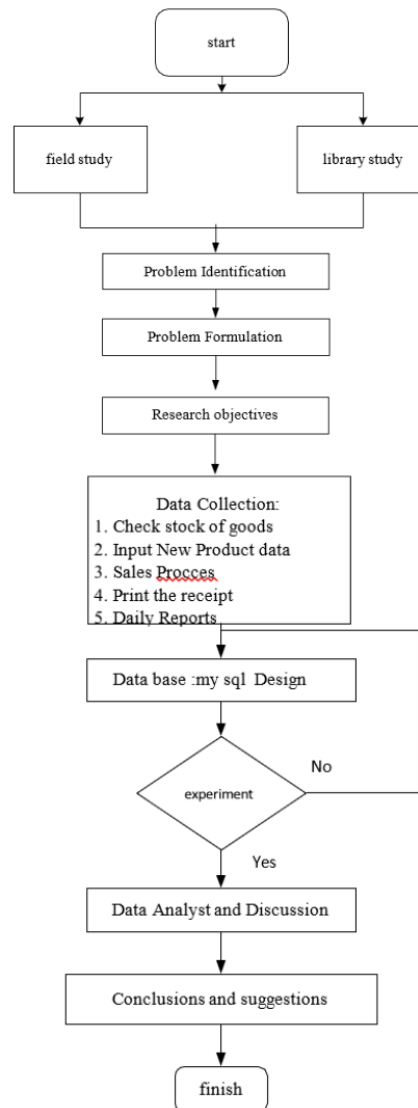 start
field study
library study
Problem Identification
Problem Formulation
Research objectives
Data Collection:
1. Check stock of goods
2. Input New Product data
3. Sales Procces
4. Print the receipt
5. Daily Reports
Data base :my sql Design
experiment
No
Yes
Data Analyst and Discussion
Conclusions and suggestions
finish